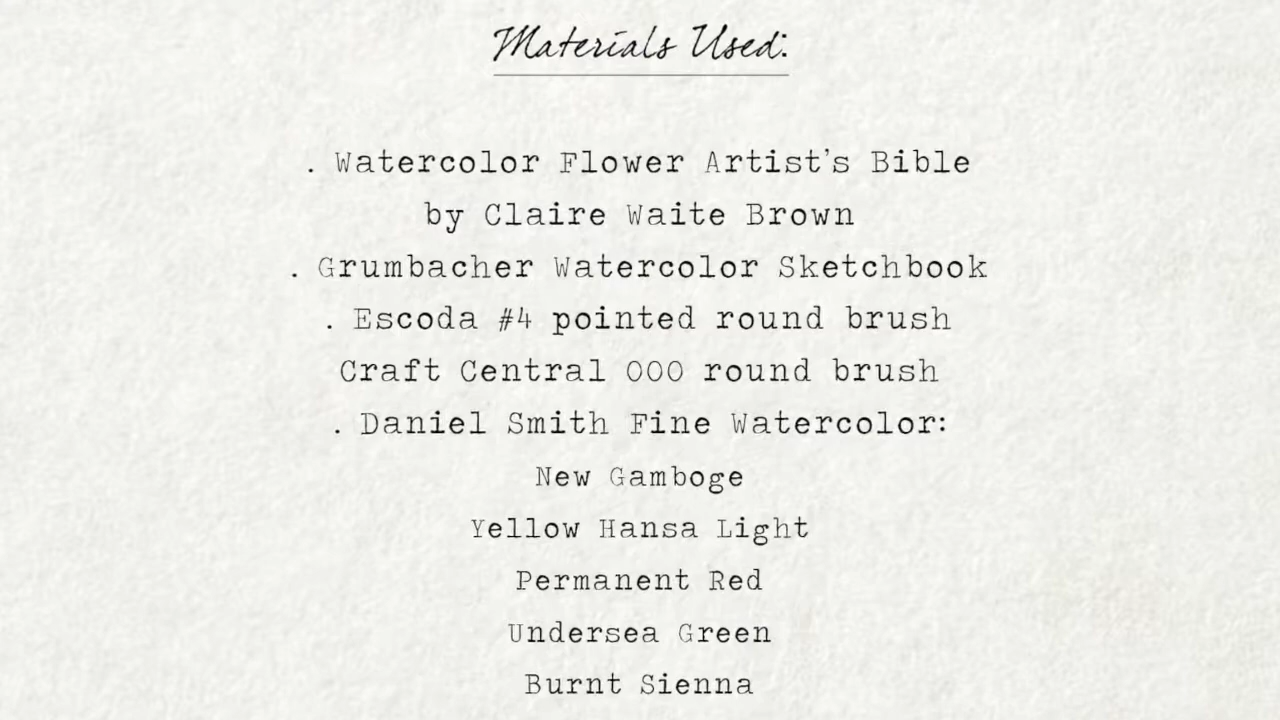 Materials Used:
. Watercolor Flower Artist's Bible
by Claire Waite Brown
. Grumbacher Watercolor Sketchbook
. Escoda #4 pointed round brush
Craft Central 000 round brush
. Daniel Smith Fine Watercolor:
New Gamboge
Yellow Hansa Light
Permanent Red
Undersea Green
Burnt Sienna